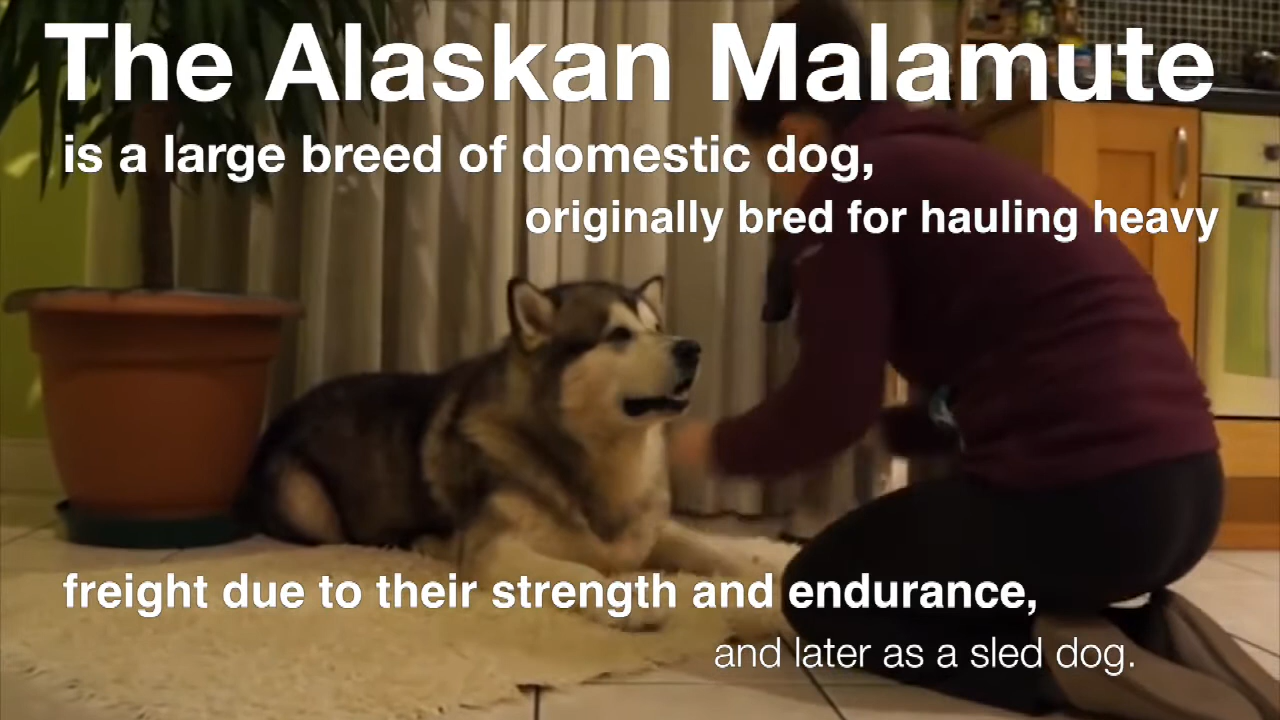 The Alaskan Malamute
is a large breed of domestic dog,
originally bred for hauling heavy
freight due to their strength and endurance,
and later as a sled dog.